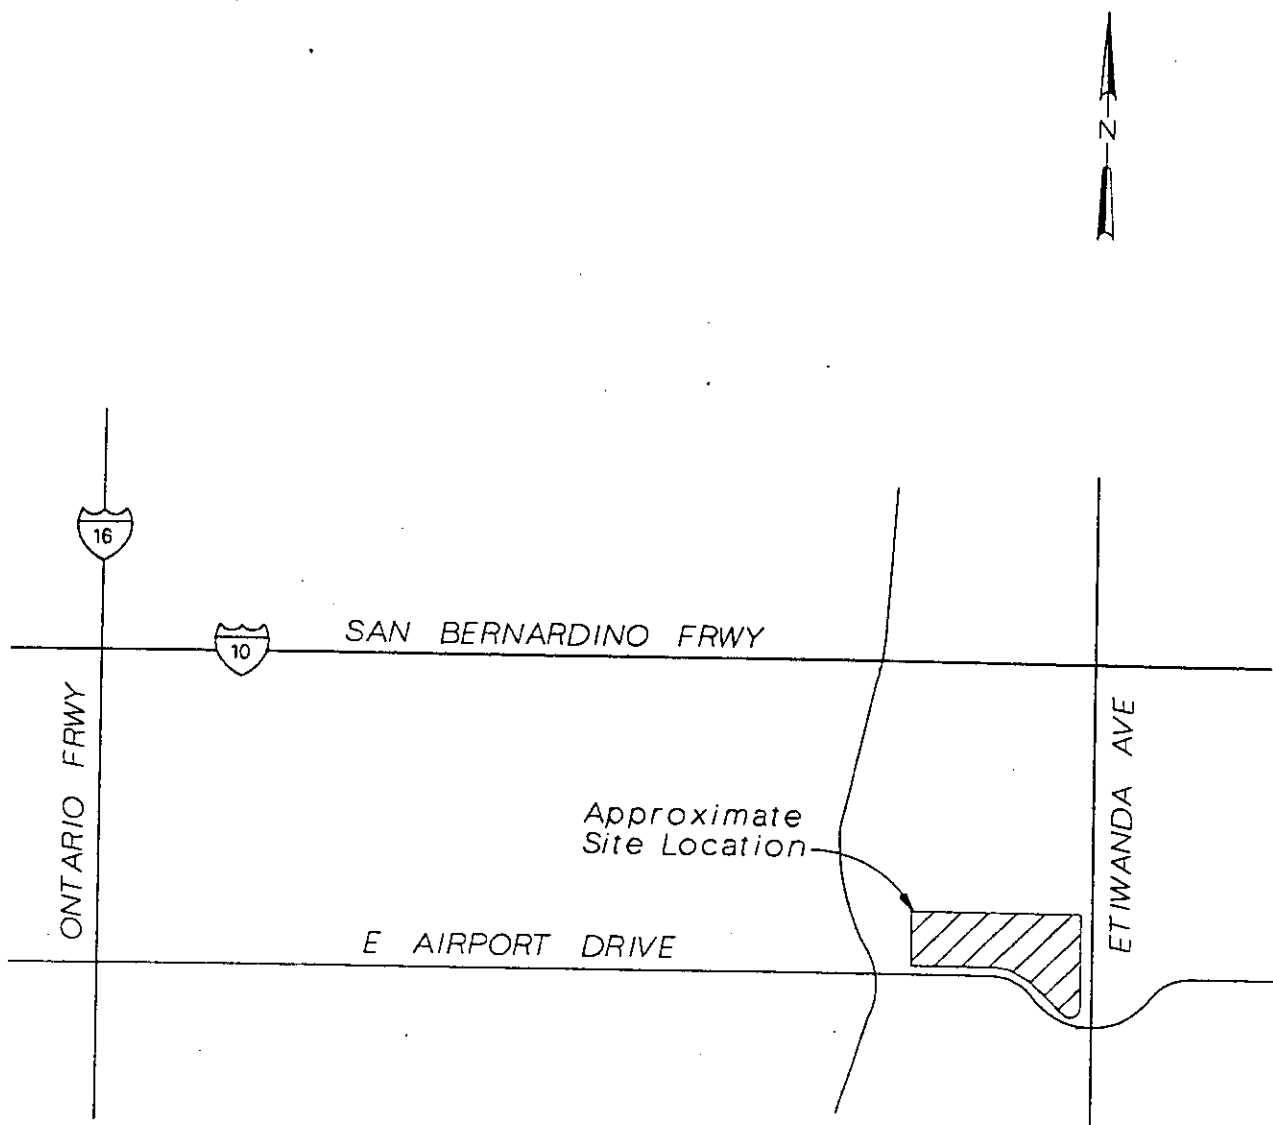 N
16
10
SAN BERNARDINO FRWY
ONTARIO FRWY
ETIWANDA AVE
Approximate
Site Location
E AIRPORT DRIVE